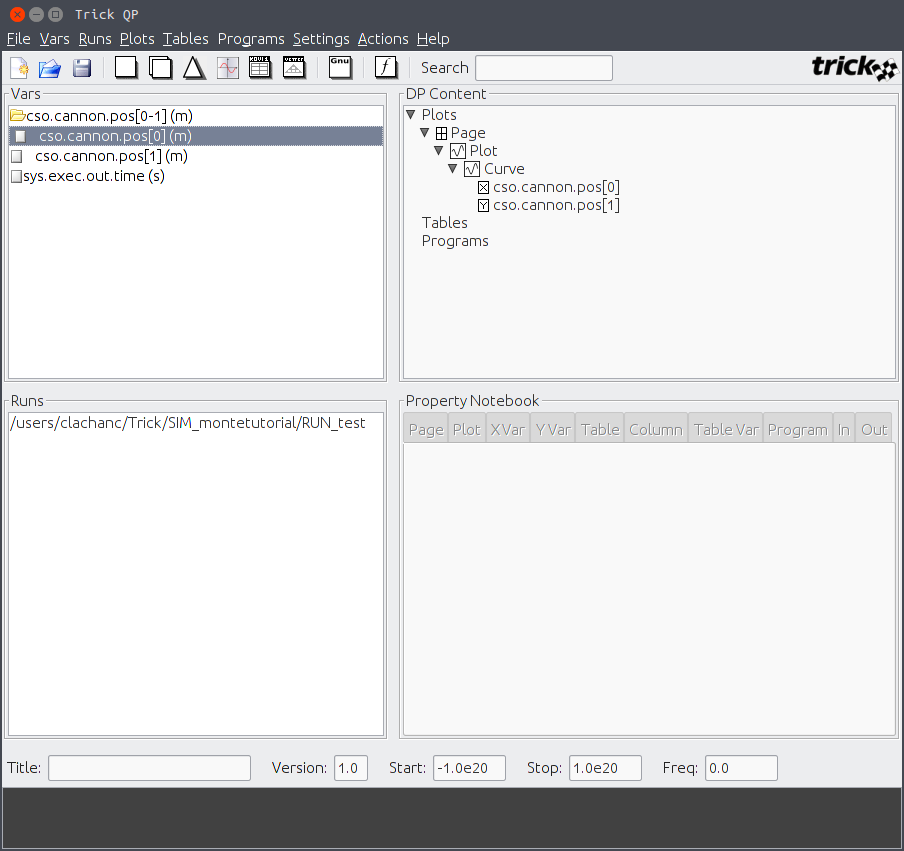 Trick QP
File Vars Runs Plots Tables Programs Settings Actions Help
MOVIE VECTER Gnu f Search trick
Vars
cso.cannon.pos[0-1] (m)
cso.cannon.pos[0] (m)
cso.cannon.pos[1] (m)
sys.exec.out.time (s)
DP Content
Plots
Page
Plot
Curve
X cso.cannon.pos[0]
Y cso.cannon.pos[1]
Tables
Programs
Runs
/users/clachanc/Trick/SIM_montetutorial/RUN_test
Property Notebook
Page Plot X Var Y Var Table Column Table Var Program In Out
Title: Version: 1.0 Start: -1.0e20 Stop: 1.0e20 Freq: 0.0